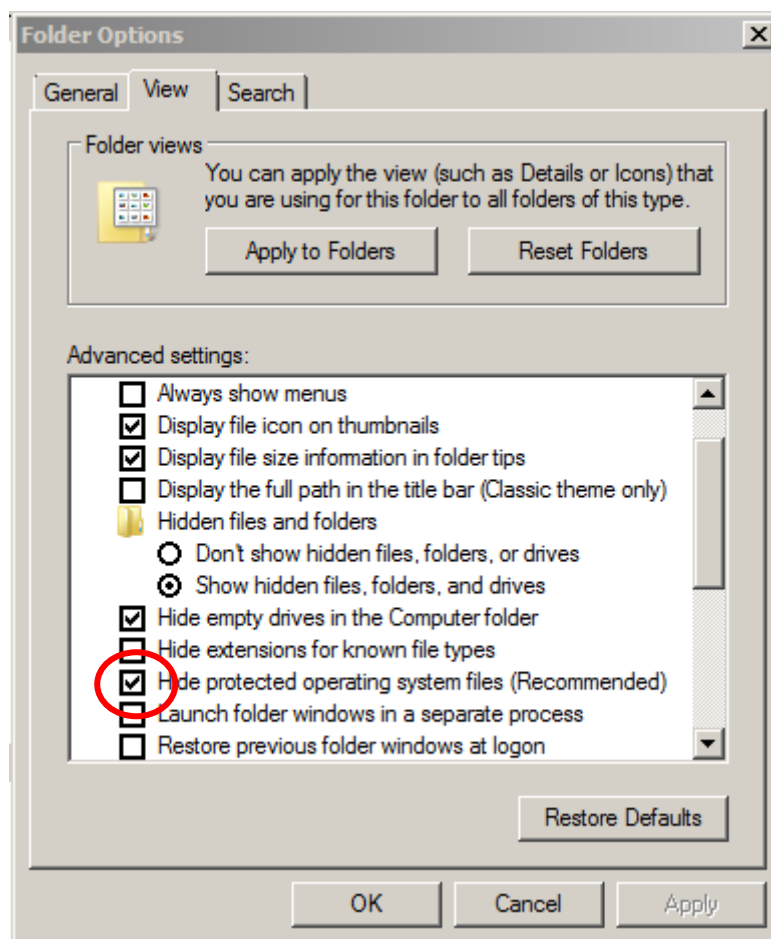 Folder Options
General
View
Search
Folder views
You can apply the view (such as Details or Icons) that
you are using for this folder to all folders of this type.
Apply to Folders
Reset Folders
Advanced settings:
Always show menus
Display file icon on thumbnails
Display file size information in folder tips
Display the full path in the title bar (Classic theme only)
Hidden files and folders
Don't show hidden files, folders, or drives
Show hidden files, folders, and drives
Hide empty drives in the Computer folder
Hide extensions for known file types
Hide protected operating system files (Recommended)
Launch folder windows in a separate process
Restore previous folder windows at logon
Restore Defaults
OK
Cancel
Apply